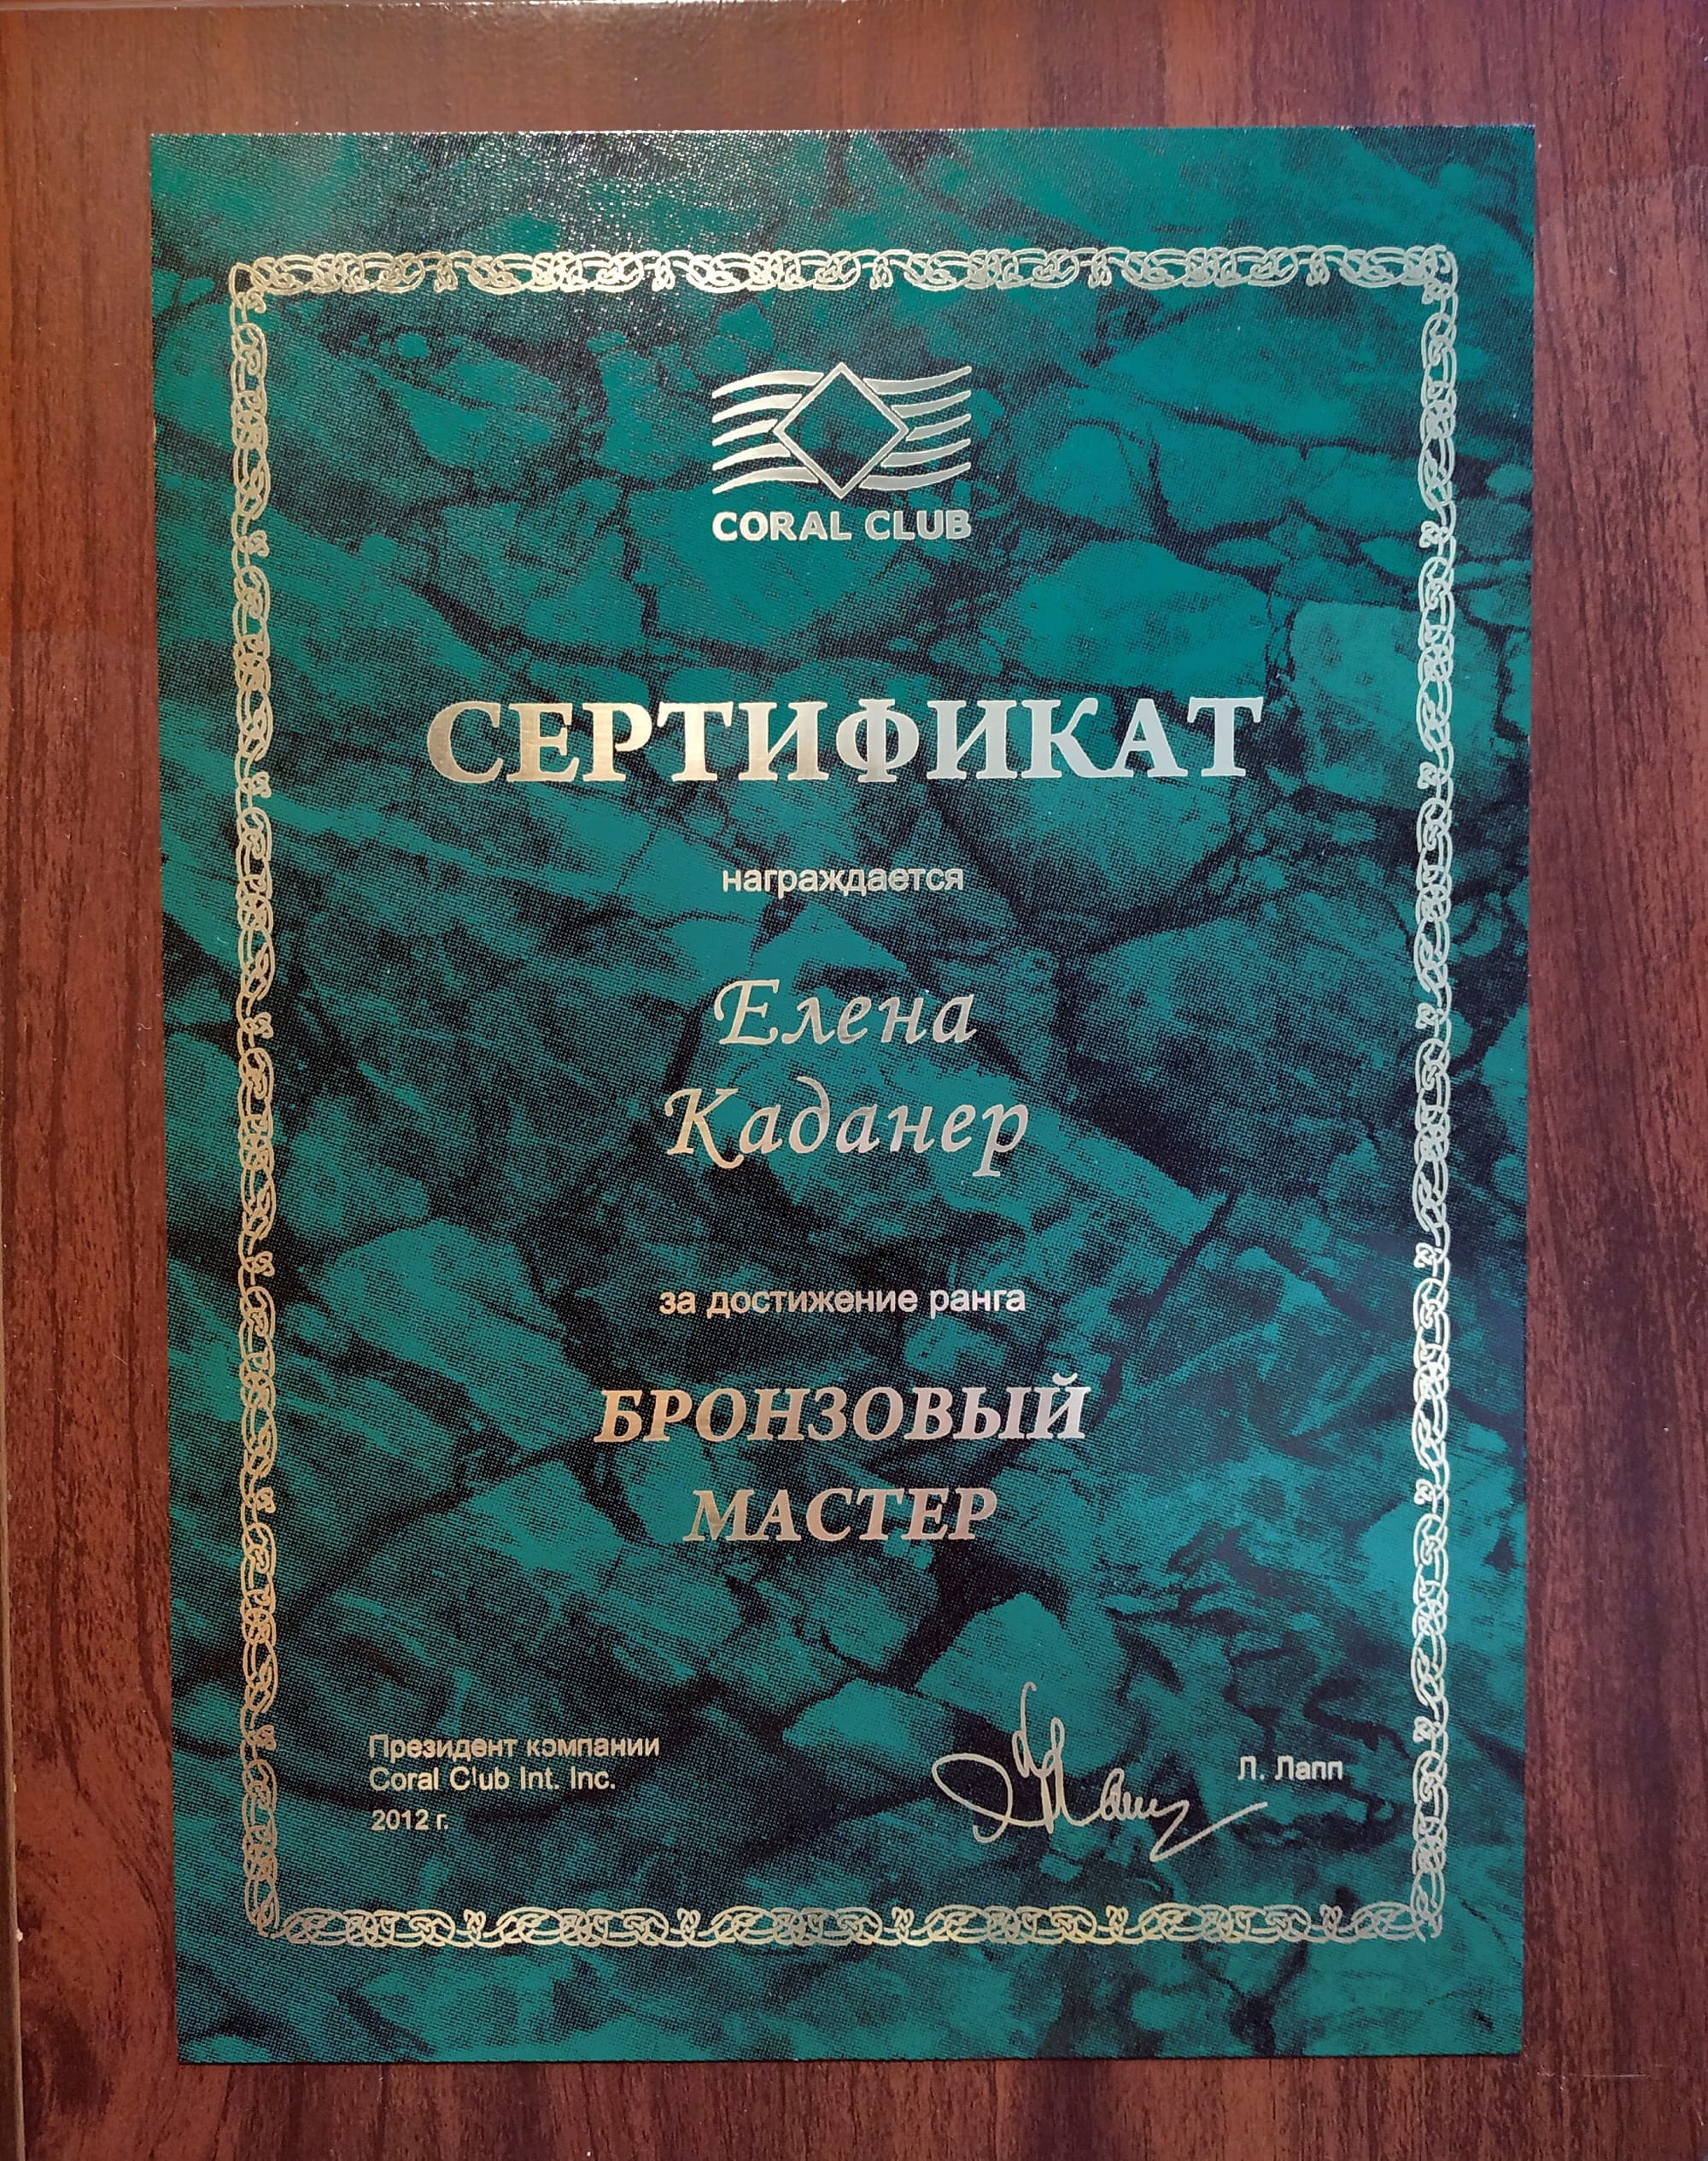 CORAL CLUB
СЕРТИФИКАТ
награждается
Елена
Каданер
за достижение ранга
БРОНЗОВЫЙ
МАСТЕР
Президент компании
Coral Club Int. Inc.
2012 г.
Л. Лапп